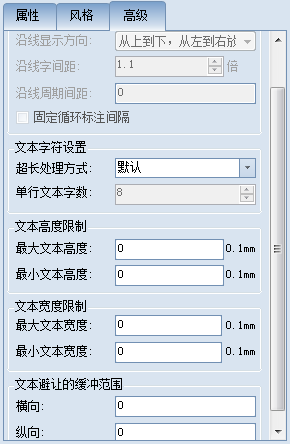 属性 风格 高级
沿线显示方向: 从上到下，从左到右
沿线字间距: 1.1 倍
沿线周期间距: 0
固定循环标注间隔
文本字符设置
超长处理方式: 默认
单行文本字数: 8
文本高度限制
最大文本高度: 0 0.1mm
最小文本高度: 0 0.1mm
文本宽度限制
最大文本宽度: 0 0.1mm
最小文本宽度: 0 0.1mm
文本避让的缓冲范围
横向: 0
纵向: 0